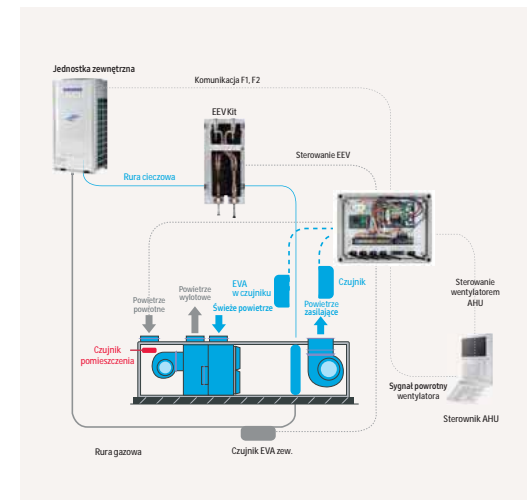 Jednostka zewnętrzna
Komunikacja F1, F2
EEV Kit
Sterowanie EEV
Rura cieczowa
EVA
w czujniku
Czujnik
Powietrze
powłotne
Powietrze
wylotowe
Świeże powietrze
Powietrze
zasilające
Sterowanie
wentylatorem
AHU
Czujnik
pomieszczenia
Sygnał powrotny
wentylatora
Sterownik AHU
Rura gazowa
Czujnik EVA zew.